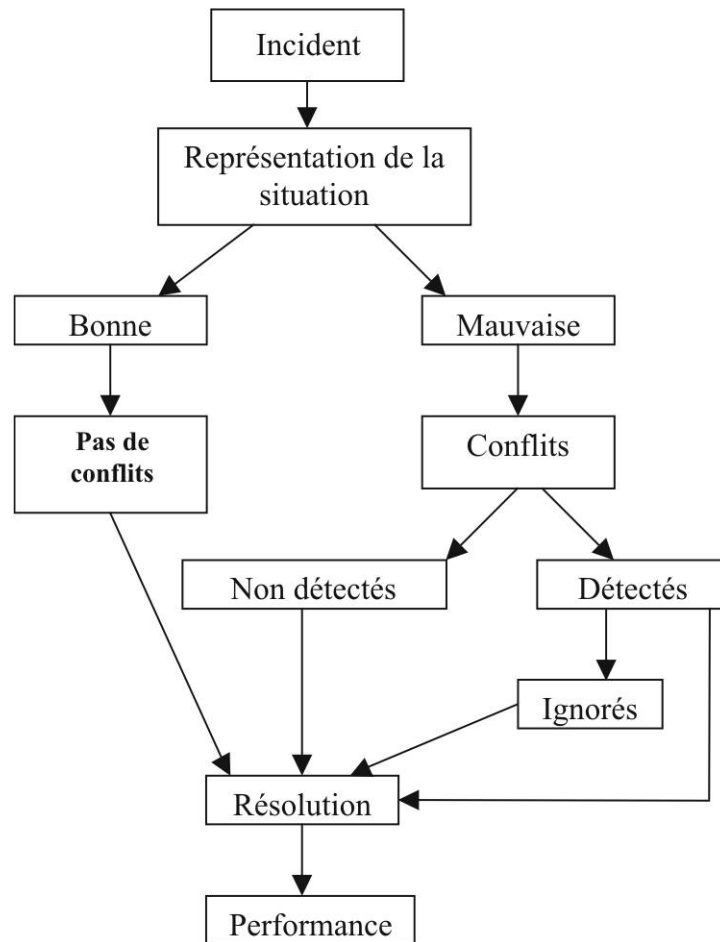 Incident
Représentation de la
situation
Bonne
Mauvaise
Pas de
conflits
Conflits
Non détectés
Détectés
Ignorés
Résolution
Performance